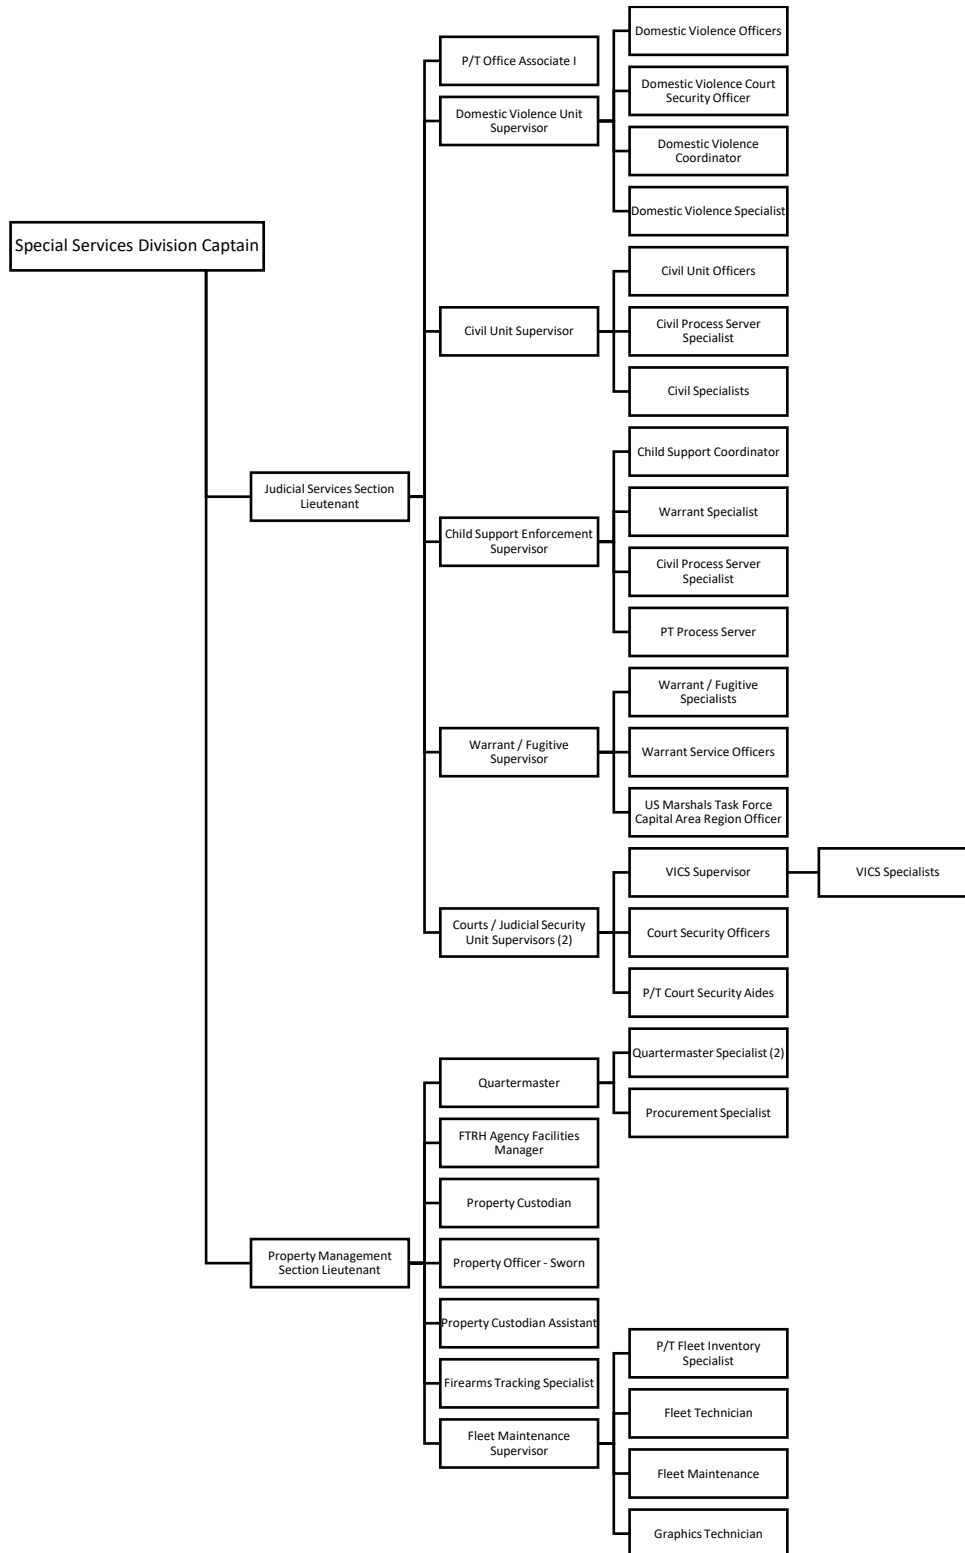 Special Services Division Captain
Judicial Services Section
Lieutenant
P/T Office Associate I
Domestic Violence Unit
Supervisor
Domestic Violence Officers
Domestic Violence Court
Security Officer
Domestic Violence
Coordinator
Domestic Violence Specialist
Civil Unit Supervisor
Civil Unit Officers
Civil Process Server
Specialist
Civil Specialists
Child Support Enforcement
Supervisor
Child Support Coordinator
Warrant Specialist
Civil Process Server
Specialist
PT Process Server
Warrant / Fugitive
Supervisor
Warrant / Fugitive
Specialists
Warrant Service Officers
US Marshals Task Force
Capital Area Region Officer
Courts / Judicial Security
Unit Supervisors (2)
VICS Supervisor
VICS Specialists
Court Security Officers
P/T Court Security Aides
Property Management
Section Lieutenant
Quartermaster
Quartermaster Specialist (2)
Procurement Specialist
FTRH Agency Facilities
Manager
Property Custodian
Property Officer - Sworn
Property Custodian Assistant
Firearms Tracking Specialist
Fleet Maintenance
Supervisor
P/T Fleet Inventory
Specialist
Fleet Technician
Fleet Maintenance
Graphics Technician